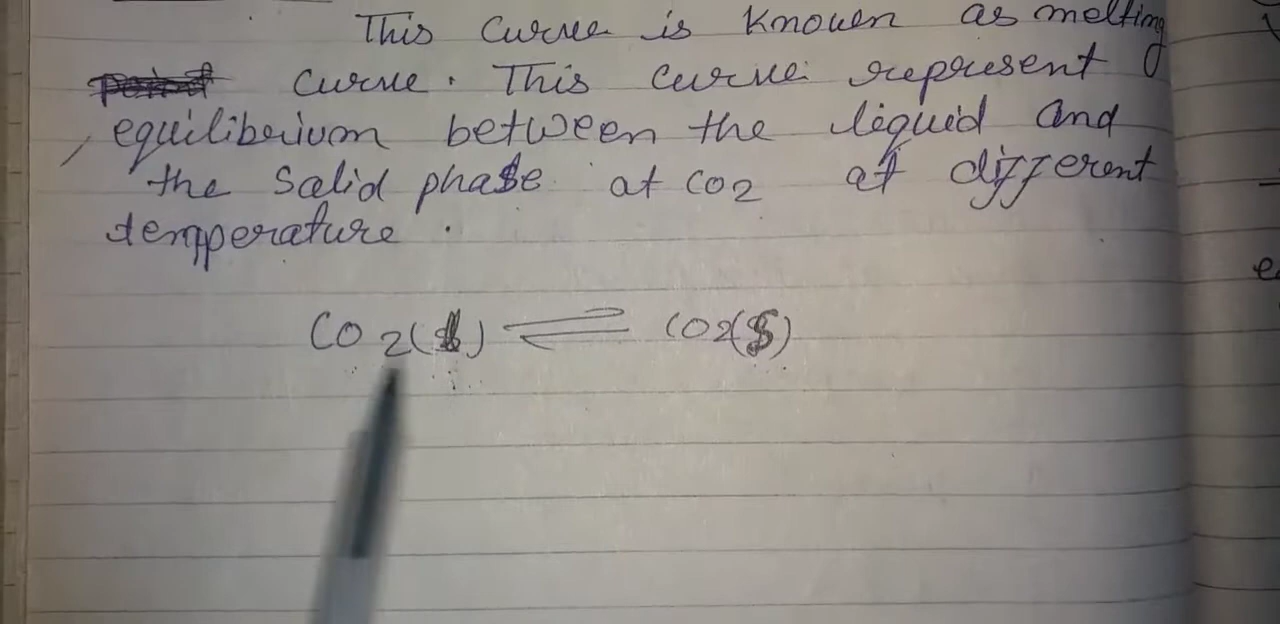 This curve is known as melting
curve. This curve represent
equilibrium between the liquid and
the Solid phase at CO2 at different
temperature.
CO2(l) ⇌ CO2(S)
e